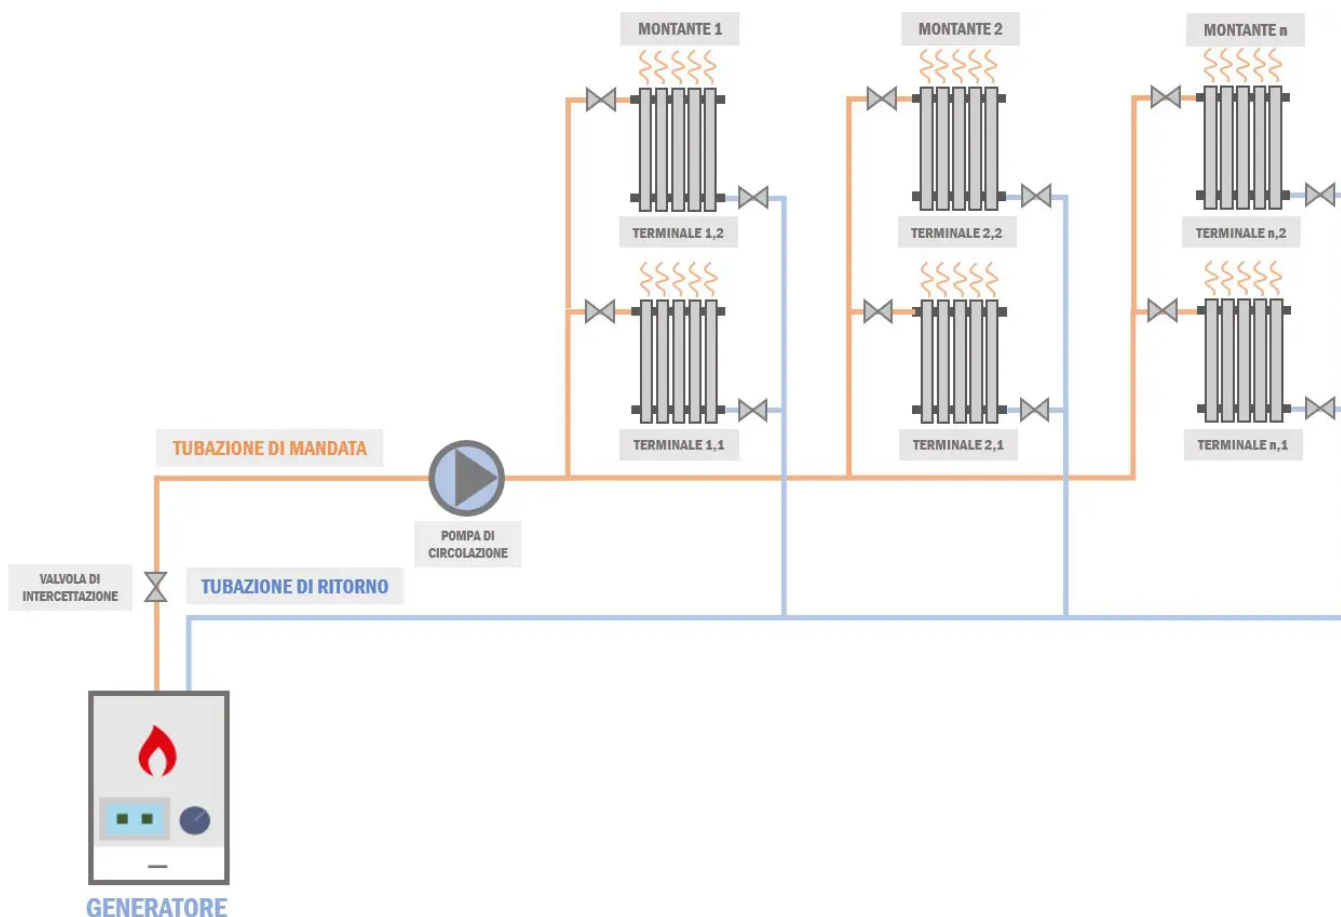 MONTANTE 1
MONTANTE 2
MONTANTE n
TERMINALE 1,2
TERMINALE 2,2
TERMINALE n,2
TERMINALE 1,1
TERMINALE 2,1
TERMINALE n,1
TUBAZIONE DI MANDATA
POMPA DI
CIRCOLAZIONE
VALVOLA DI
INTERCETTAZIONE
TUBAZIONE DI RITORNO
GENERATORE